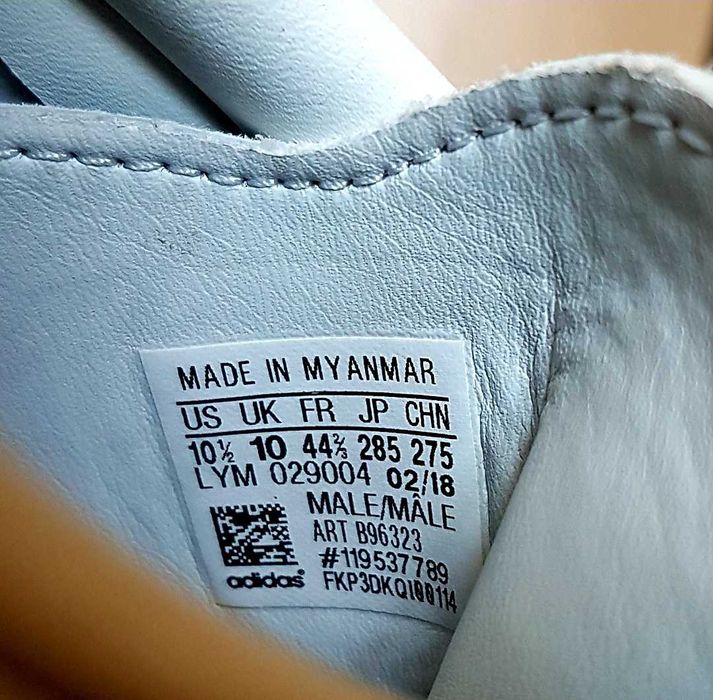 MADE IN MYANMAR
US UK FR JP CHN
10½ 10 44⅔ 285 275
LYM 029004 02/18
MALE/MÂLE
ART B96323
#119537789
adidas FKP3DKQI00114